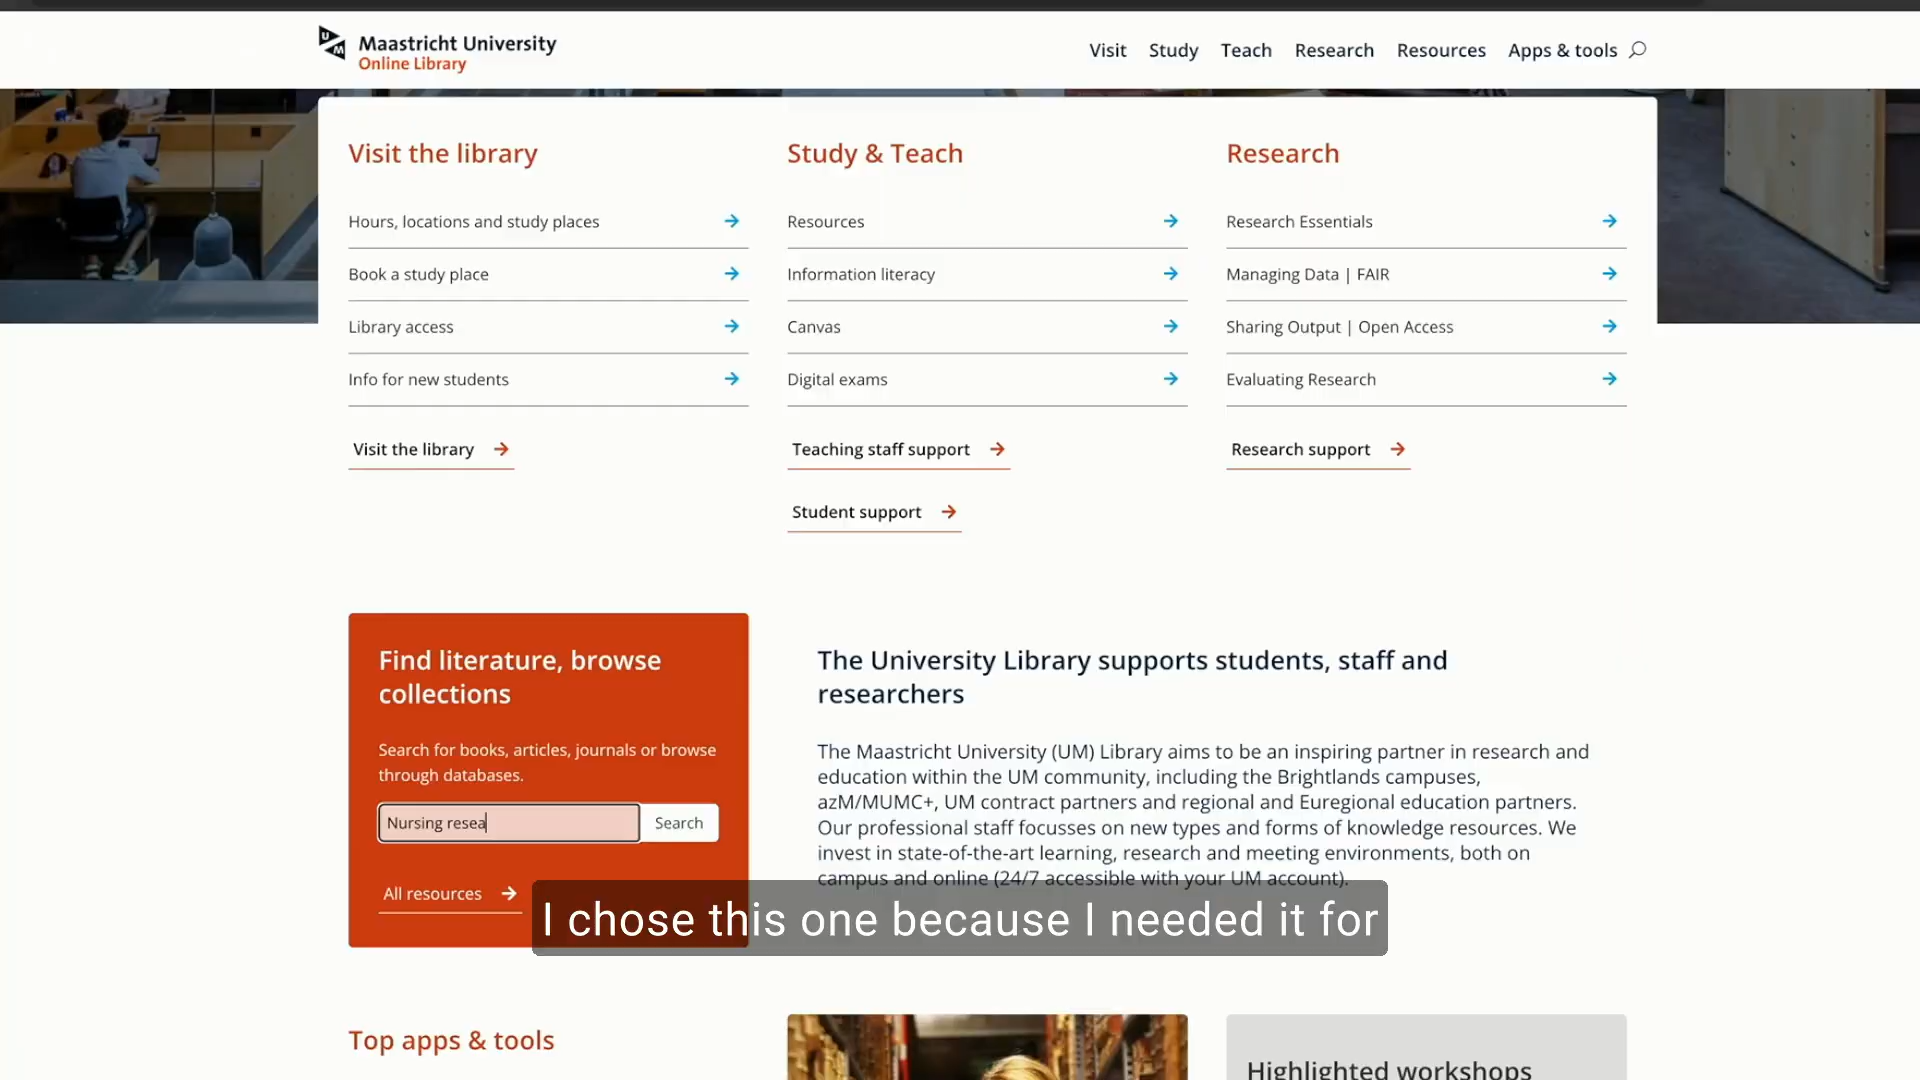 Maastricht University
Online Library
Visit
Study
Teach
Research
Resources
Apps & tools
Visit the library
Hours, locations and study places
Book a study place
Library access
Info for new students
Visit the library
Study & Teach
Resources
Information literacy
Canvas
Digital exams
Teaching staff support
Student support
Research
Research Essentials
Managing Data | FAIR
Sharing Output | Open Access
Evaluating Research
Research support
Find literature, browse
collections
Search for books, articles, journals or browse
through databases.
Nursing resea
Search
All resources
The University Library supports students, staff and
researchers
The Maastricht University (UM) Library aims to be an inspiring partner in research and
education within the UM community, including the Brightlands campuses,
azM/MUMC+, UM contract partners and regional and Euregional education partners.
Our professional staff focusses on new types and forms of knowledge resources. We
invest in state-of-the-art learning, research and meeting environments, both on
campus and online (24/7 accessible with your UM account).
I chose this one because I needed it for
Top apps & tools
Highlighted workshops